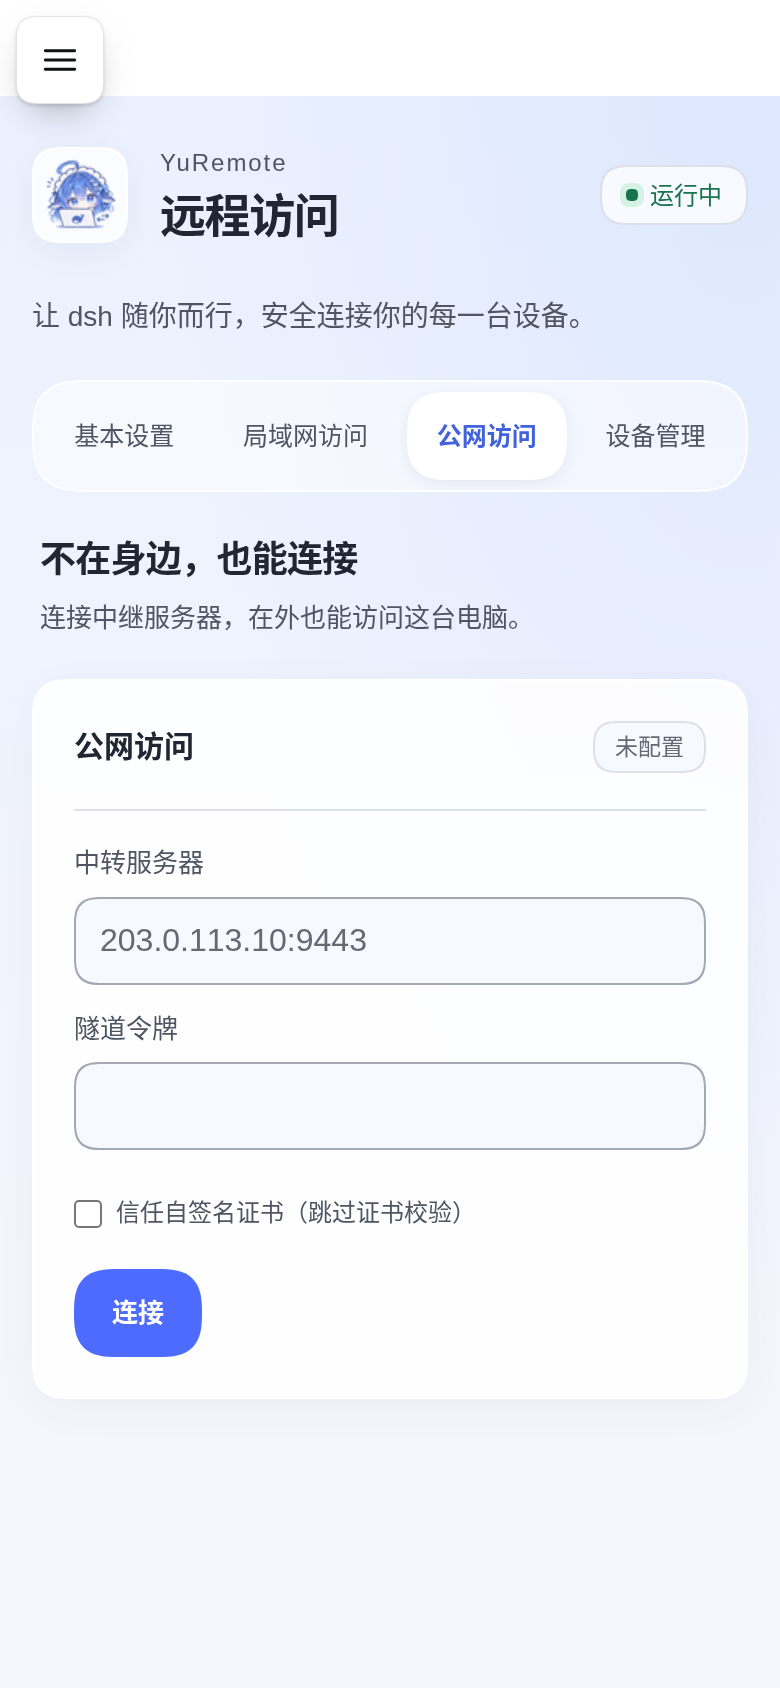 YuRemote
远程访问
运行中
让 dsh 随你而行，安全连接你的每一台设备。
基本设置
局域网访问
公网访问
设备管理
不在身边，也能连接
连接中继服务器，在外也能访问这台电脑。
公网访问
未配置
中转服务器
203.0.113.10:9443
隧道令牌
信任自签名证书（跳过证书校验）
连接